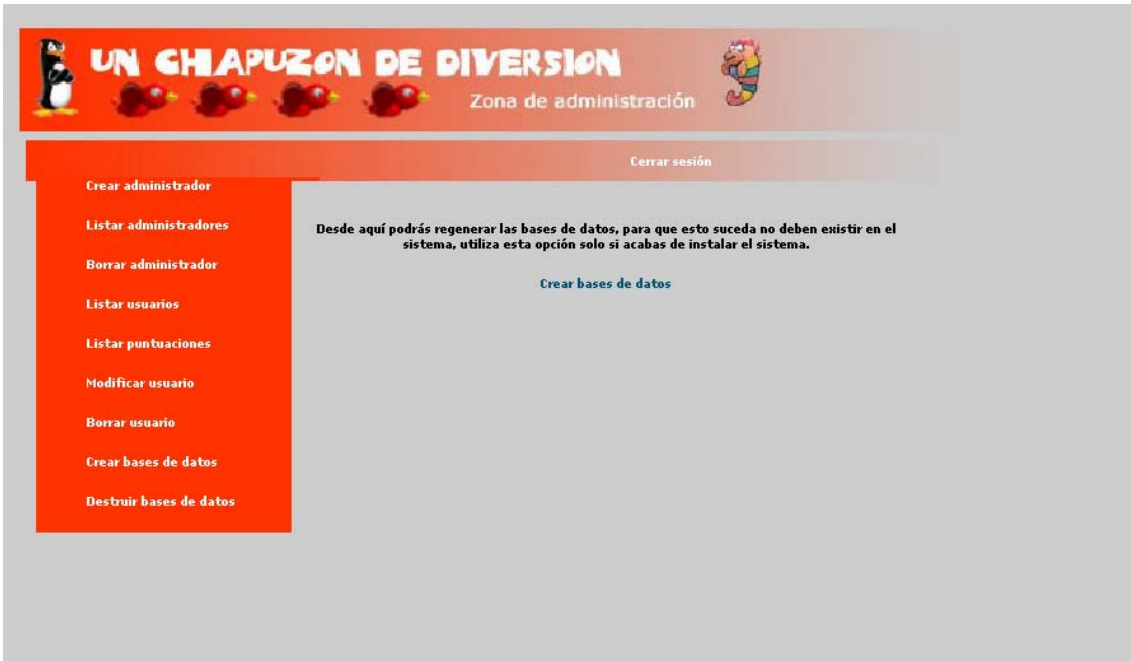 UN CHAPUZON DE DIVERSION
Zona de administración
Cerrar sesión
Crear administrador
Listar administradores
Borrar administrador
Listar usuarios
Listar puntuaciones
Modificar usuario
Borrar usuario
Crear bases de datos
Destruir bases de datos
Desde aquí podrás regenerar las bases de datos, para que esto suceda no deben existir en el
sistema, utiliza esta opción solo si acabas de instalar el sistema.
Crear bases de datos